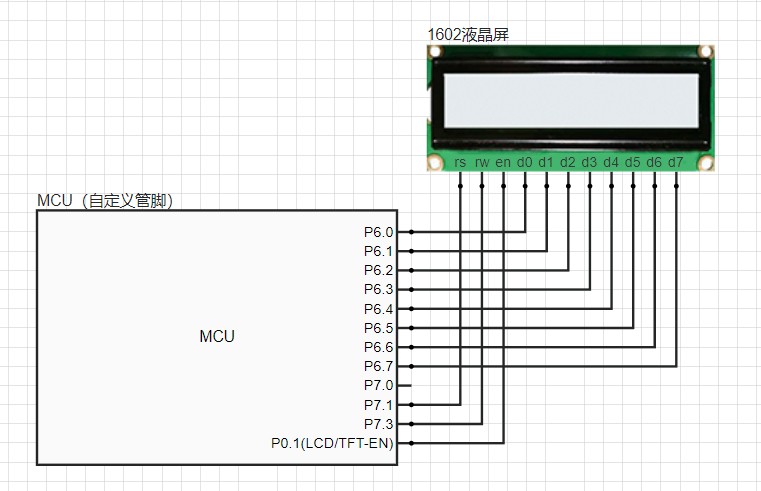 1602液晶屏
rs rw en d0 d1 d2 d3 d4 d5 d6 d7
MCU（自定义管脚）
P6.0
P6.1
P6.2
P6.3
P6.4
P6.5
P6.6
P6.7
P7.0
P7.1
P7.3
P0.1(LCD/TFT-EN)
MCU